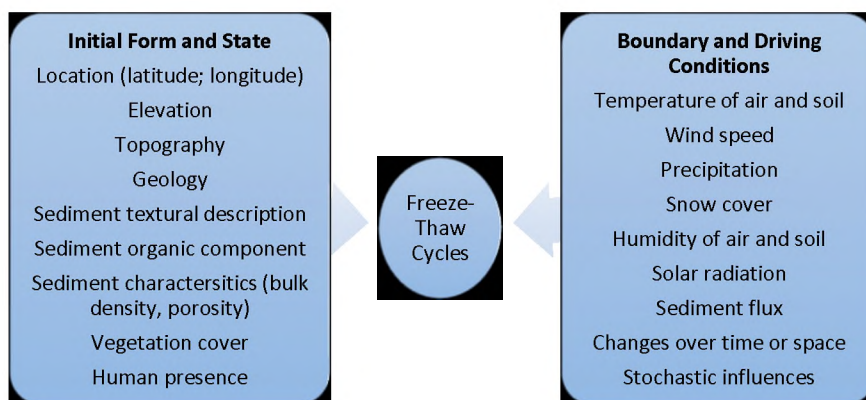 Initial Form and State
Location (latitude; longitude)
Elevation
Topography
Geology
Sediment textural description
Sediment organic component
Sediment charactersitics (bulk
density, porosity)
Vegetation cover
Human presence
Freeze-
Thaw
Cycles
Boundary and Driving
Conditions
Temperature of air and soil
Wind speed
Precipitation
Snow cover
Humidity of air and soil
Solar radiation
Sediment flux
Changes over time or space
Stochastic influences